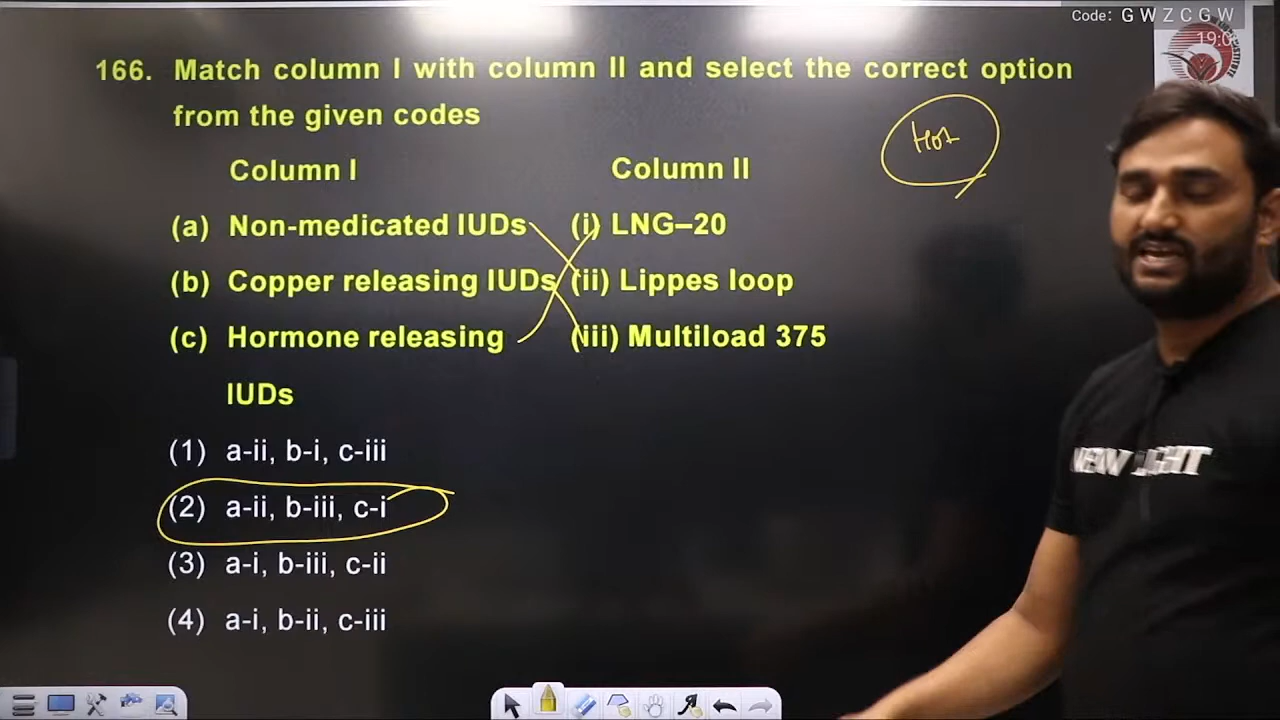 Code: G W Z C G W
166. Match column I with column II and select the correct option
from the given codes
Hot
Column I Column II
(a) Non-medicated IUDs (i) LNG–20
(b) Copper releasing IUDs (ii) Lippes loop
(c) Hormone releasing (iii) Multiload 375
IUDs
(1) a-ii, b-i, c-iii
(2) a-ii, b-iii, c-i
(3) a-i, b-iii, c-ii
(4) a-i, b-ii, c-iii